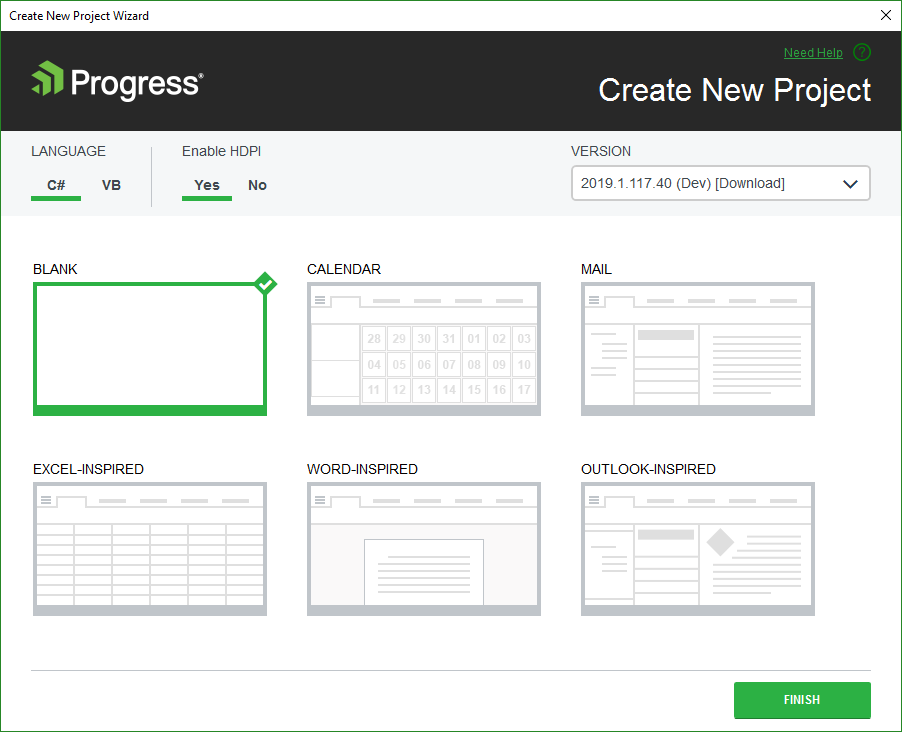 Create New Project Wizard
Need Help ?
Progress®
Create New Project
LANGUAGE
C# VB
Enable HDPI
Yes No
VERSION
2019.1.117.40 (Dev) [Download]
BLANK
CALENDAR
28 29 30 31 01 02 03
04 05 06 07 08 09 10
11 12 13 14 15 16 17
MAIL
EXCEL-INSPIRED
WORD-INSPIRED
OUTLOOK-INSPIRED
FINISH